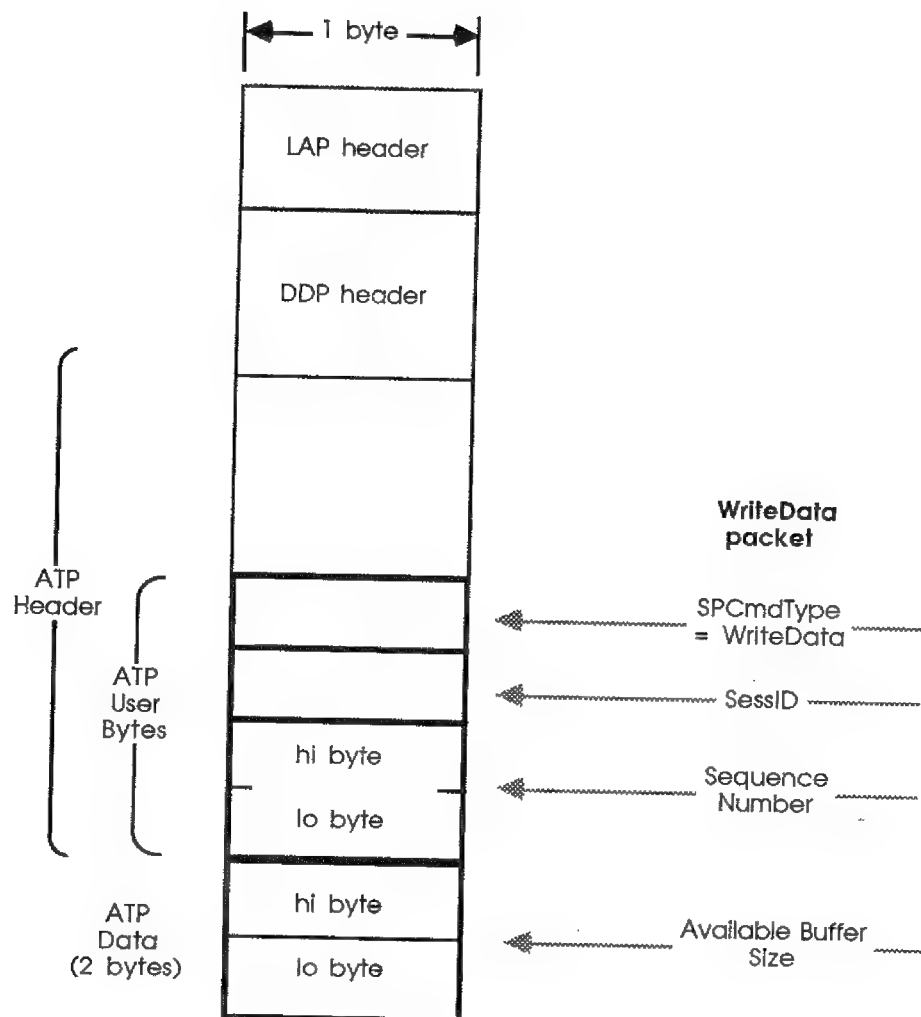 1 byte
LAP header
DDP header
WriteData
packet
ATP
Header
SPCmdType
= WriteData
ATP
User
Bytes
SessID
hi byte
Sequence
Number
lo byte
hi byte
ATP
Data
(2 bytes)
Available Buffer
Size
lo byte